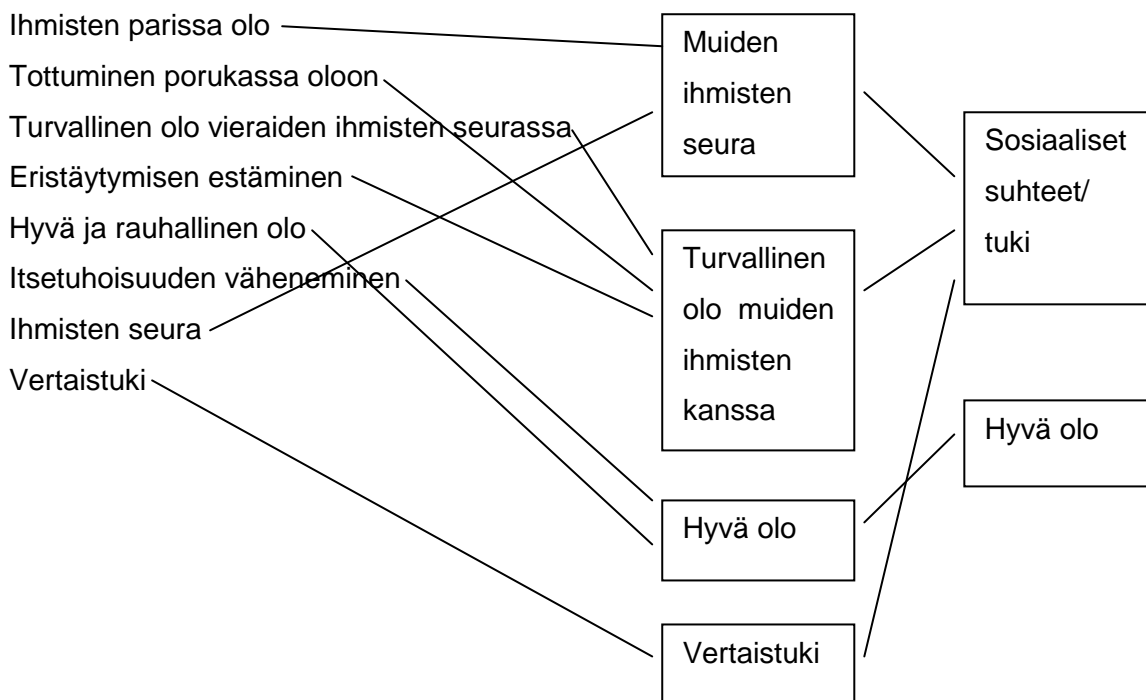 Ihmisten parissa olo
Tottuminen porukassa oloon
Turvallinen olo vieraiden ihmisten seurassa
Eristäytymisen estäminen
Hyvä ja rauhallinen olo
Itsetuhoisuuden väheneminen
Ihmisten seura
Vertaistuki
Muiden
ihmisten
seura
Turvallinen
olo muiden
ihmisten
kanssa
Hyvä olo
Vertaistuki
Sosiaaliset
suhteet/
tuki
Hyvä olo